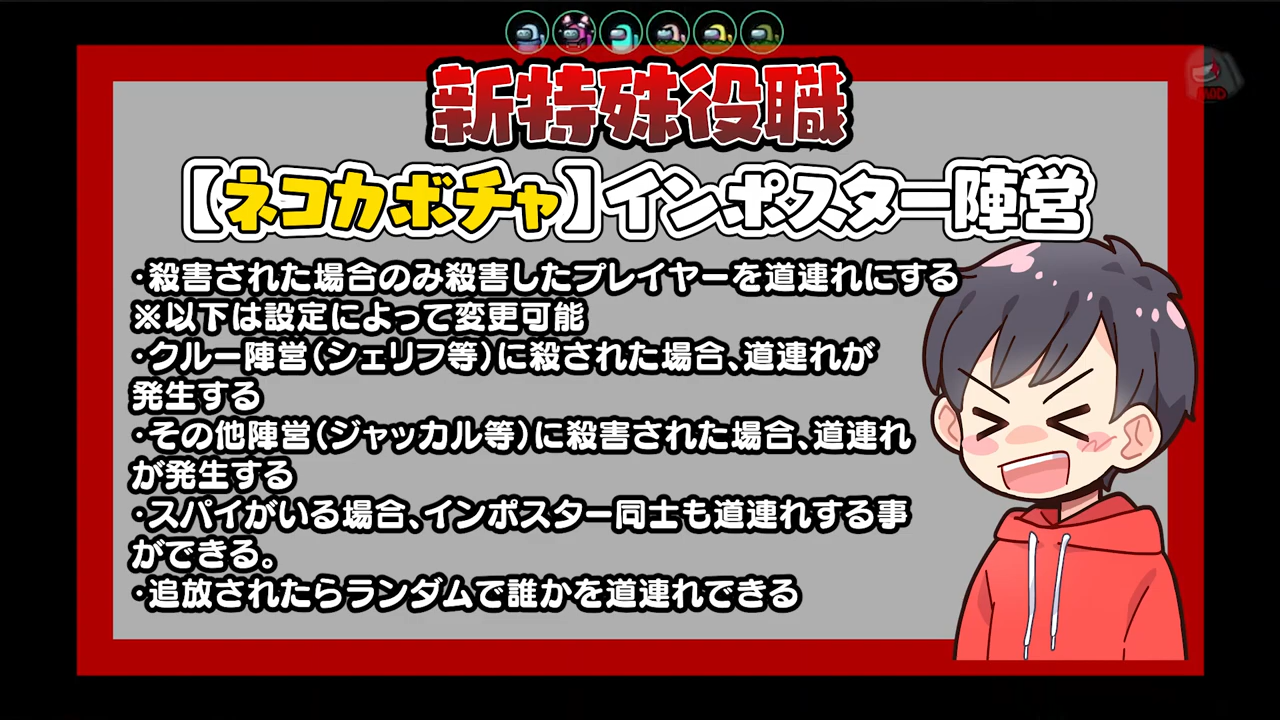 新特殊役職
【ネコカボチャ】インポスター陣営
・殺害された場合のみ殺害したプレイヤーを道連れにする
※以下は設定によって変更可能
・クルー陣営(シェリフ等)に殺された場合、道連れが
発生する
・その他陣営(ジャッカル等)に殺害された場合、道連れ
が発生する
・スパイがいる場合、インポスター同士も道連れする事
ができる。
・追放されたらランダムで誰かを道連れできる
MOD